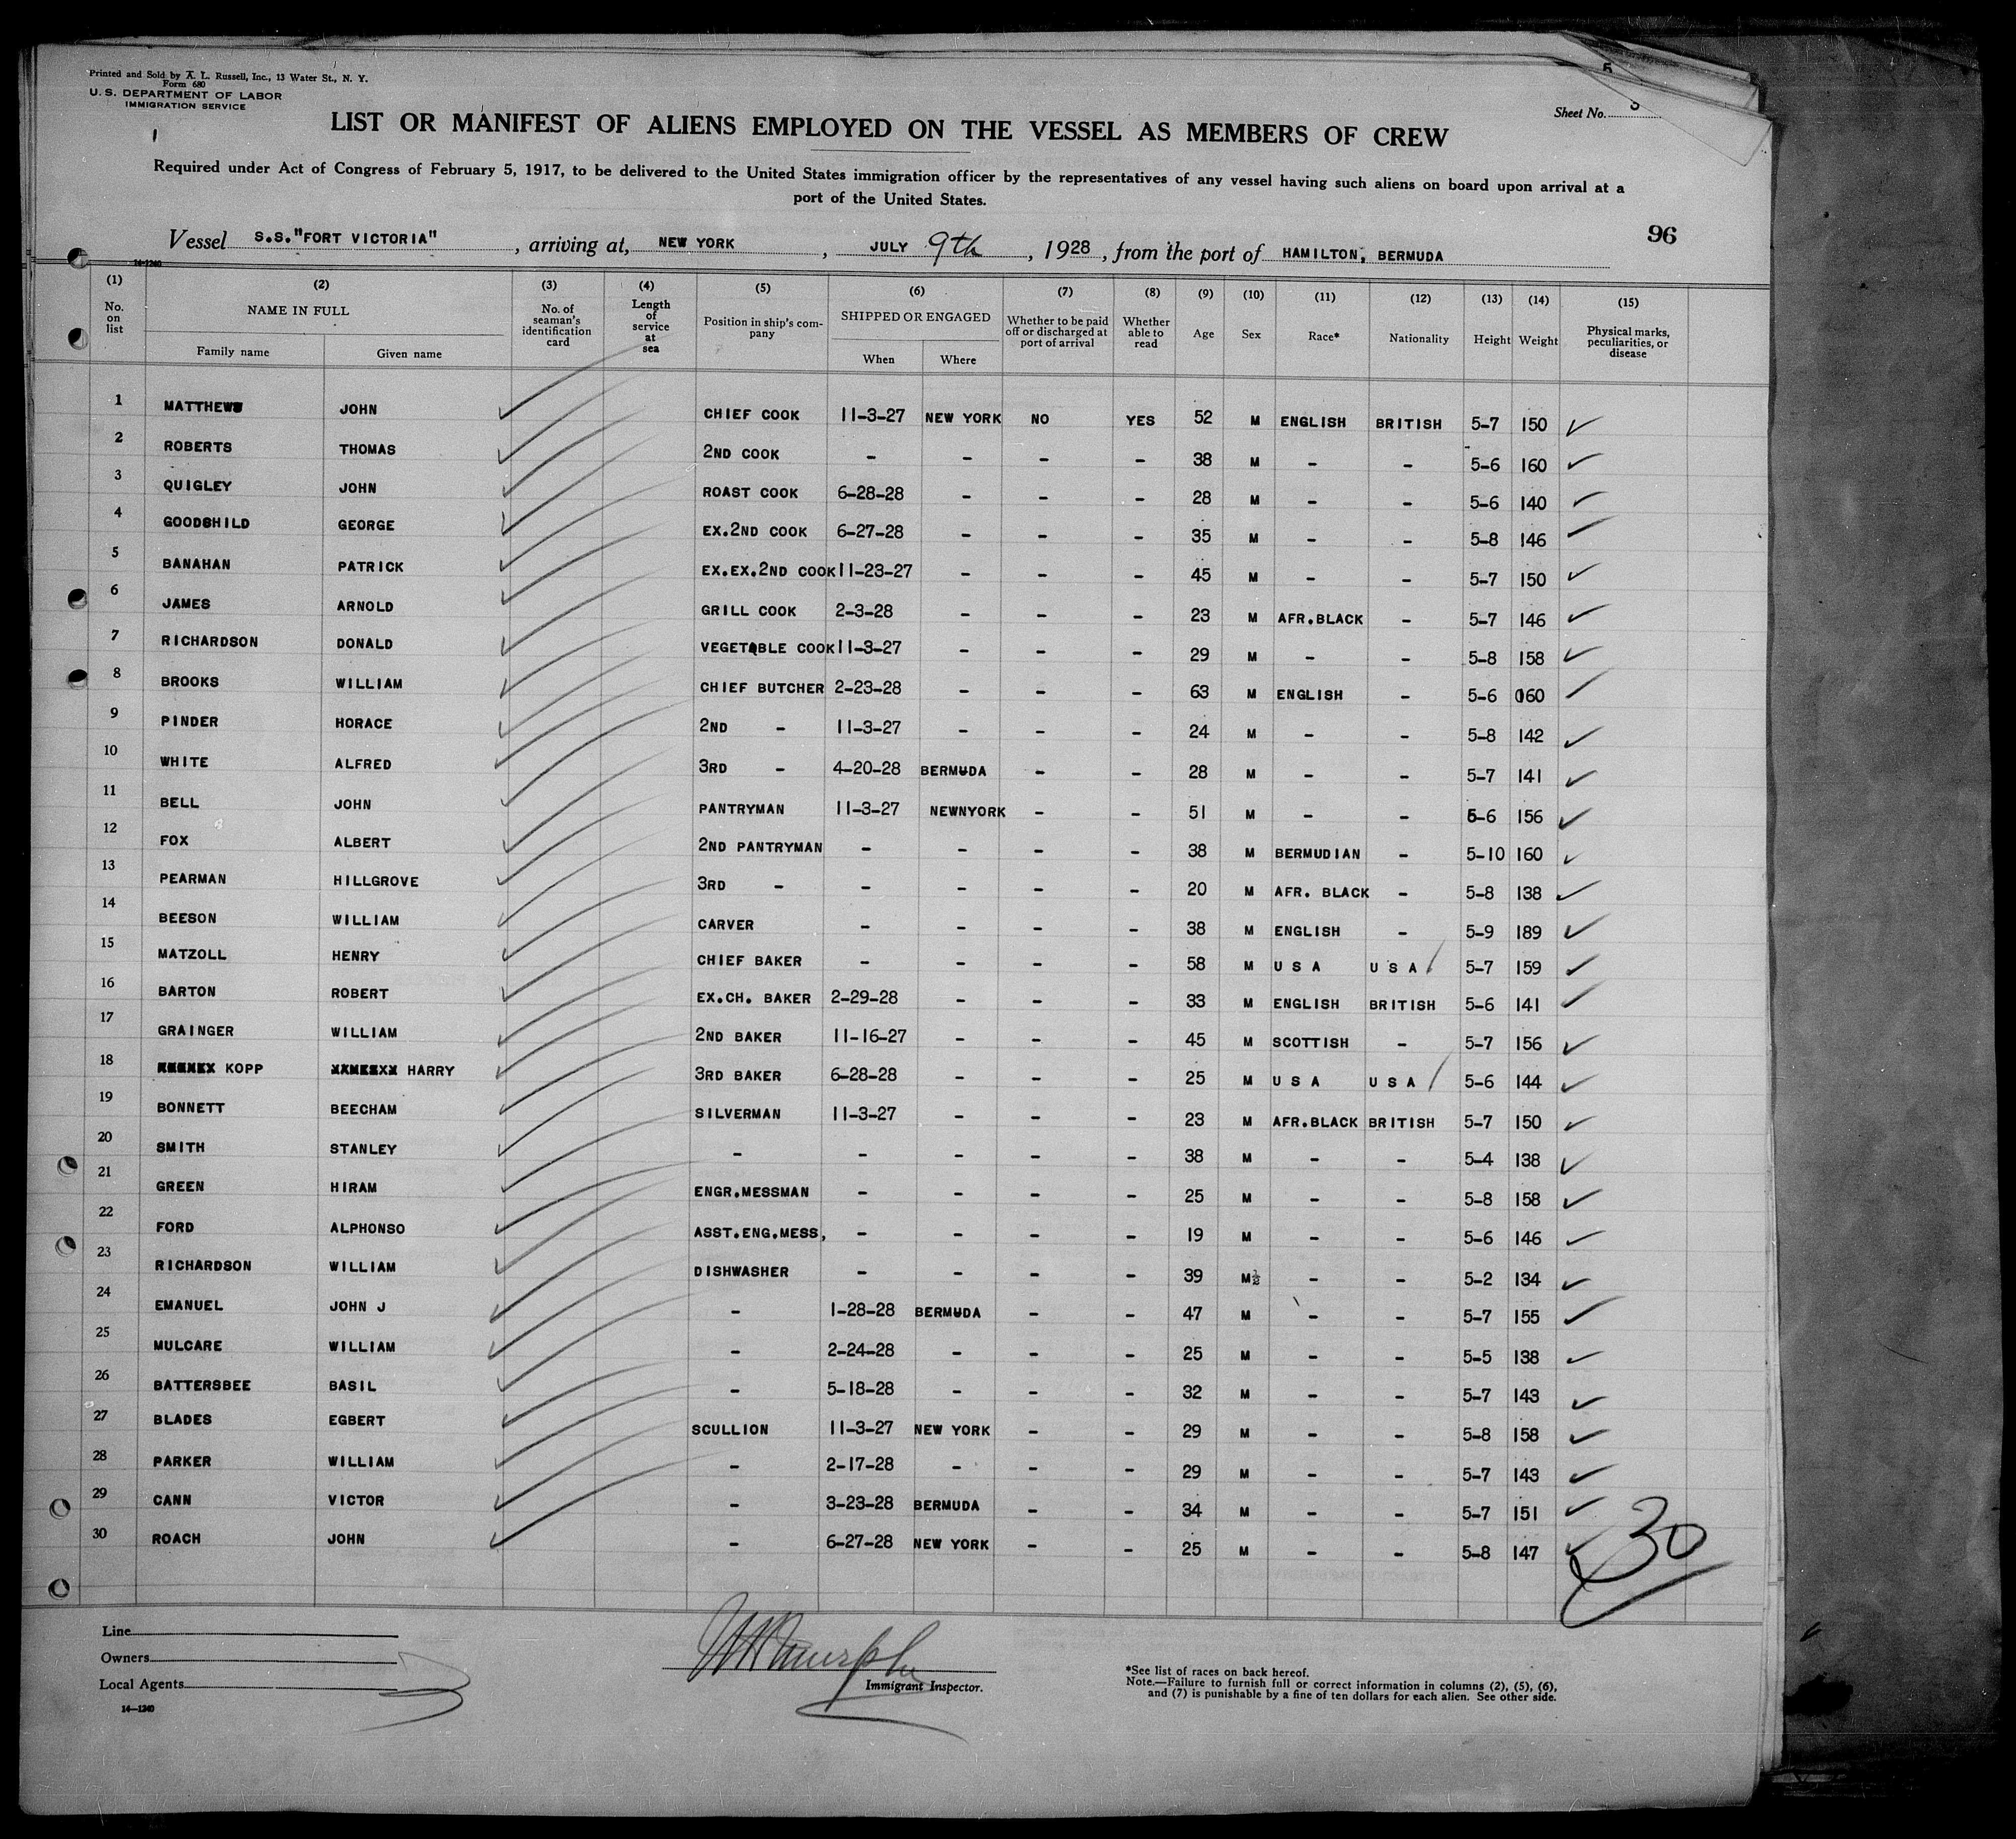 Printed and Sold by A. L. Russell, Inc., 13 Water St., N. Y.
Form 680
U. S. DEPARTMENT OF LABOR
IMMIGRATION SERVICE
Sheet No.
LIST OR MANIFEST OF ALIENS EMPLOYED ON THE VESSEL AS MEMBERS OF CREW
Required under Act of Congress of February 5, 1917, to be delivered to the United States immigration officer by the representatives of any vessel having such aliens on board upon arrival at a
port of the United States.
96
Vessel S.S."FORT VICTORIA", arriving at, NEW YORK, JULY 9th, 1928, from the port of HAMILTON, BERMUDA
14-1240
(1) (2) (3) (4) (5) (6) (7) (8) (9) (10) (11) (12) (13) (14) (15)
No. on list NAME IN FULL Family name Given name No. of seaman's identification card Length of service at sea Position in ship's company SHIPPED OR ENGAGED When Where Whether to be paid off or discharged at port of arrival Whether able to read Age Sex Race* Nationality Height Weight Physical marks, peculiarities, or disease
1 MATTHEWS JOHN CHIEF COOK 11-3-27 NEW YORK NO YES 52 M ENGLISH BRITISH 5-7 150
2 ROBERTS THOMAS 2ND COOK - - - - 38 M - - 5-6 160
3 QUIGLEY JOHN ROAST COOK 6-28-28 - - - 28 M - - 5-6 140
4 GOODSHILD GEORGE EX.2ND COOK 6-27-28 - - - 35 M - - 5-8 146
5 BANAHAN PATRICK EX.EX.2ND COOK 11-23-27 - - - 45 M - - 5-7 150
6 JAMES ARNOLD GRILL COOK 2-3-28 - - - 23 M AFR.BLACK - 5-7 146
7 RICHARDSON DONALD VEGETABLE COOK 11-3-27 - - - 29 M - - 5-8 158
8 BROOKS WILLIAM CHIEF BUTCHER 2-23-28 - - - 63 M ENGLISH - 5-6 160
9 PINDER HORACE 2ND - 11-3-27 - - - 24 M - - 5-8 142
10 WHITE ALFRED 3RD - 4-20-28 BERMUDA - - 28 M - - 5-7 141
11 BELL JOHN PANTRYMAN 11-3-27 NEWNYORK - - 51 M - - 5-6 156
12 FOX ALBERT 2ND PANTRYMAN - - - - 38 M BERMUDIAN - 5-10 160
13 PEARMAN HILLGROVE 3RD - - - - - 20 M AFR. BLACK - 5-8 138
14 BEESON WILLIAM CARVER - - - - 38 M ENGLISH - 5-9 189
15 MATZOLL HENRY CHIEF BAKER - - - - 58 M U S A U S A 5-7 159
16 BARTON ROBERT EX.CH. BAKER 2-29-28 - - - 33 M ENGLISH BRITISH 5-6 141
17 GRAINGER WILLIAM 2ND BAKER 11-16-27 - - - 45 M SCOTTISH - 5-7 156
18 KOPP HARRY 3RD BAKER 6-28-28 - - - 25 M U S A U S A 5-6 144
19 BONNETT BEECHAM SILVERMAN 11-3-27 - - - 23 M AFR.BLACK BRITISH 5-7 150
20 SMITH STANLEY - - - - - 38 M - - 5-4 138
21 GREEN HIRAM ENGR.MESSMAN - - - - 25 M - - 5-8 158
22 FORD ALPHONSO ASST.ENG.MESS, - - - - 19 M - - 5-6 146
23 RICHARDSON WILLIAM DISHWASHER - - - - 39 M - - 5-2 134
24 EMANUEL JOHN J - 1-28-28 BERMUDA - - 47 M - - 5-7 155
25 MULCARE WILLIAM - 2-24-28 - - - 25 M - - 5-5 138
26 BATTERSBEE BASIL - 5-18-28 - - - 32 M - - 5-7 143
27 BLADES EGBERT SCULLION 11-3-27 NEW YORK - - 29 M - - 5-8 158
28 PARKER WILLIAM - 2-17-28 - - - 29 M - - 5-7 143
29 CANN VICTOR - 3-23-28 BERMUDA - - 34 M - - 5-7 151
30 ROACH JOHN - 6-27-28 NEW YORK - - 25 M - - 5-8 147
30
Line
Owners
Local Agents
14-1240
Immigrant Inspector.
*See list of races on back hereof.
Note.—Failure to furnish full or correct information in columns (2), (5), (6),
and (7) is punishable by a fine of ten dollars for each alien. See other side.